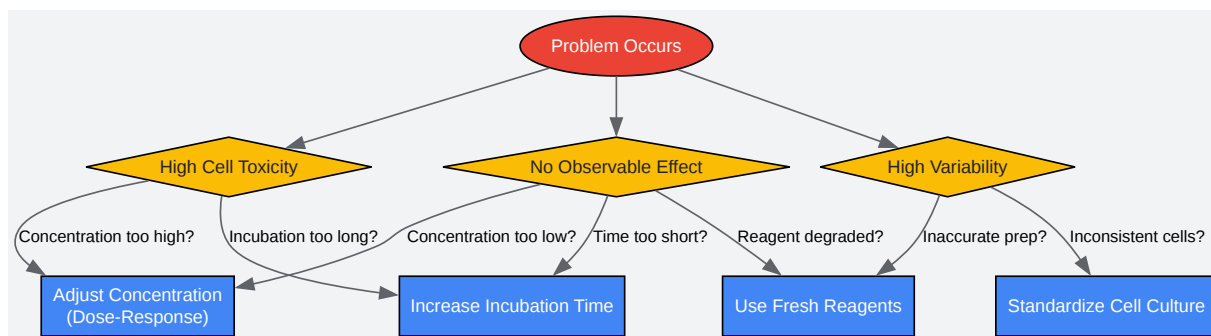 Problem Occurs
High Cell Toxicity
No Observable Effect
High Variability
Concentration too high?
Incubation too long?
Concentration too low?
Time too short?
Reagent degraded?
Inaccurate prep?
Inconsistent cells?
Adjust Concentration
(Dose-Response)
Increase Incubation Time
Use Fresh Reagents
Standardize Cell Culture